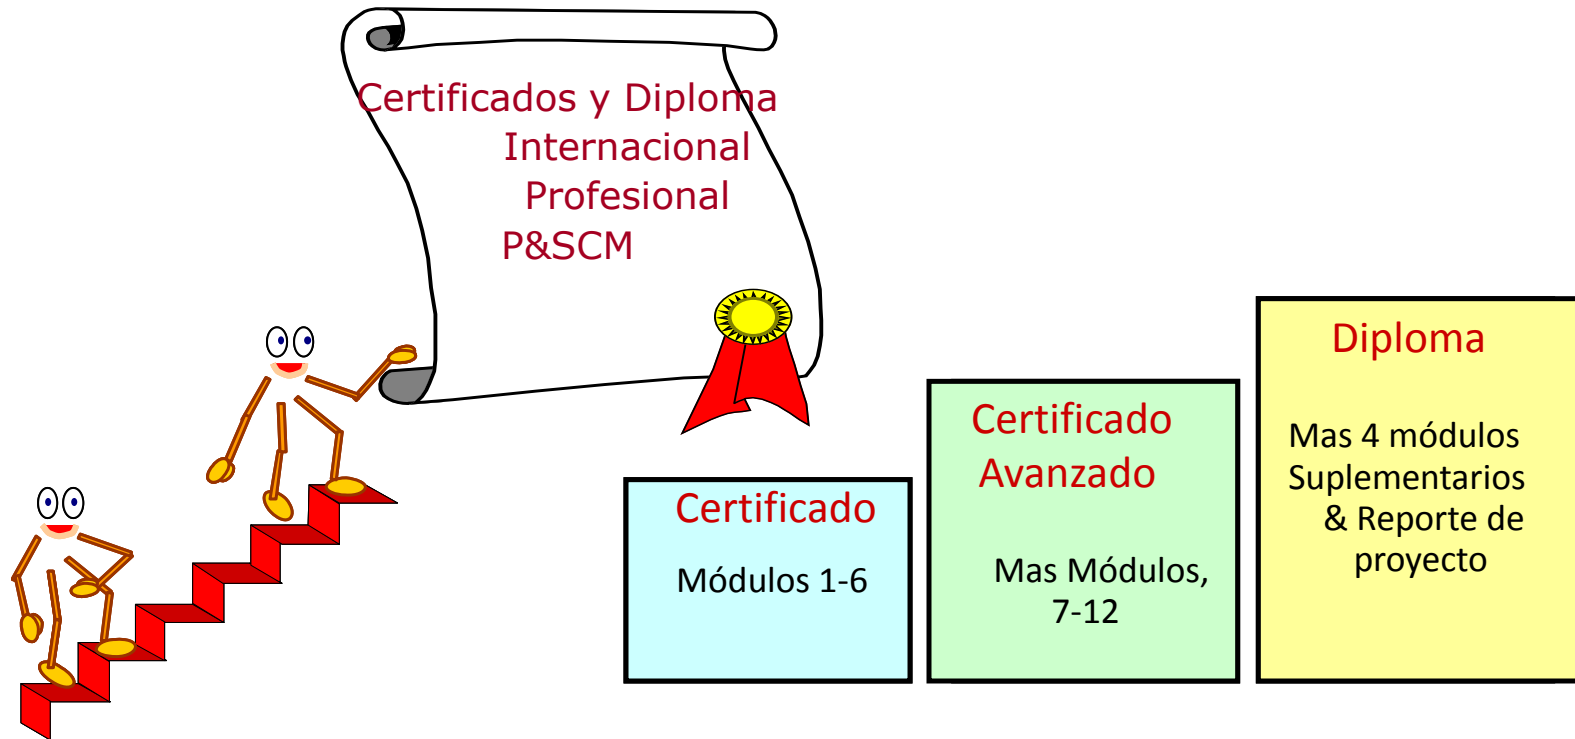 Certificados y Diploma
Internacional
Profesional
P&SCM
Certificado
Módulos 1-6
Certificado
Avanzado
Mas Módulos,
7-12
Diploma
Mas 4 módulos
Suplementarios
& Reporte de
proyecto